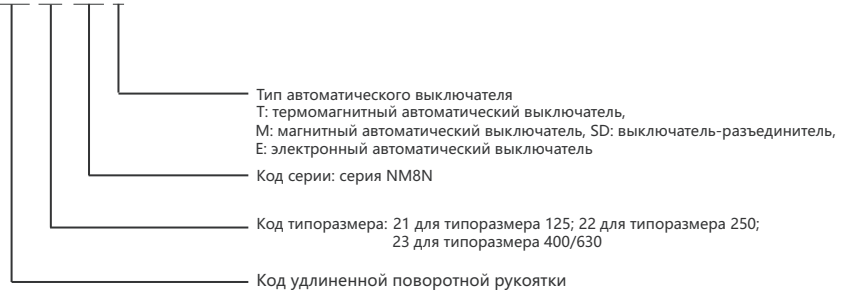 Тип автоматического выключателя
T: термомагнитный автоматический выключатель,
M: магнитный автоматический выключатель, SD: выключатель-разъединитель,
E: электронный автоматический выключатель
Код серии: серия NM8N
Код типоразмера: 21 для типоразмера 125; 22 для типоразмера 250;
23 для типоразмера 400/630
Код удлиненной поворотной рукоятки